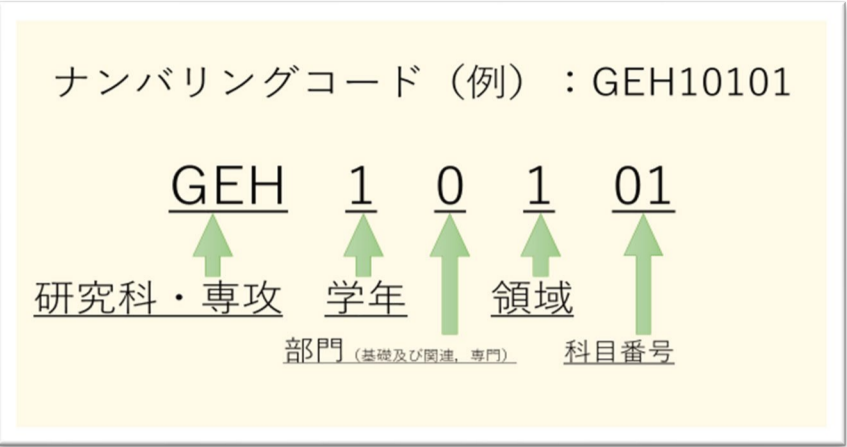 ナンバリングコード（例）：GEH10101
GEH 1 0 1 01
研究科・専攻 学年 領域
部門（基礎及び関連，専門） 科目番号